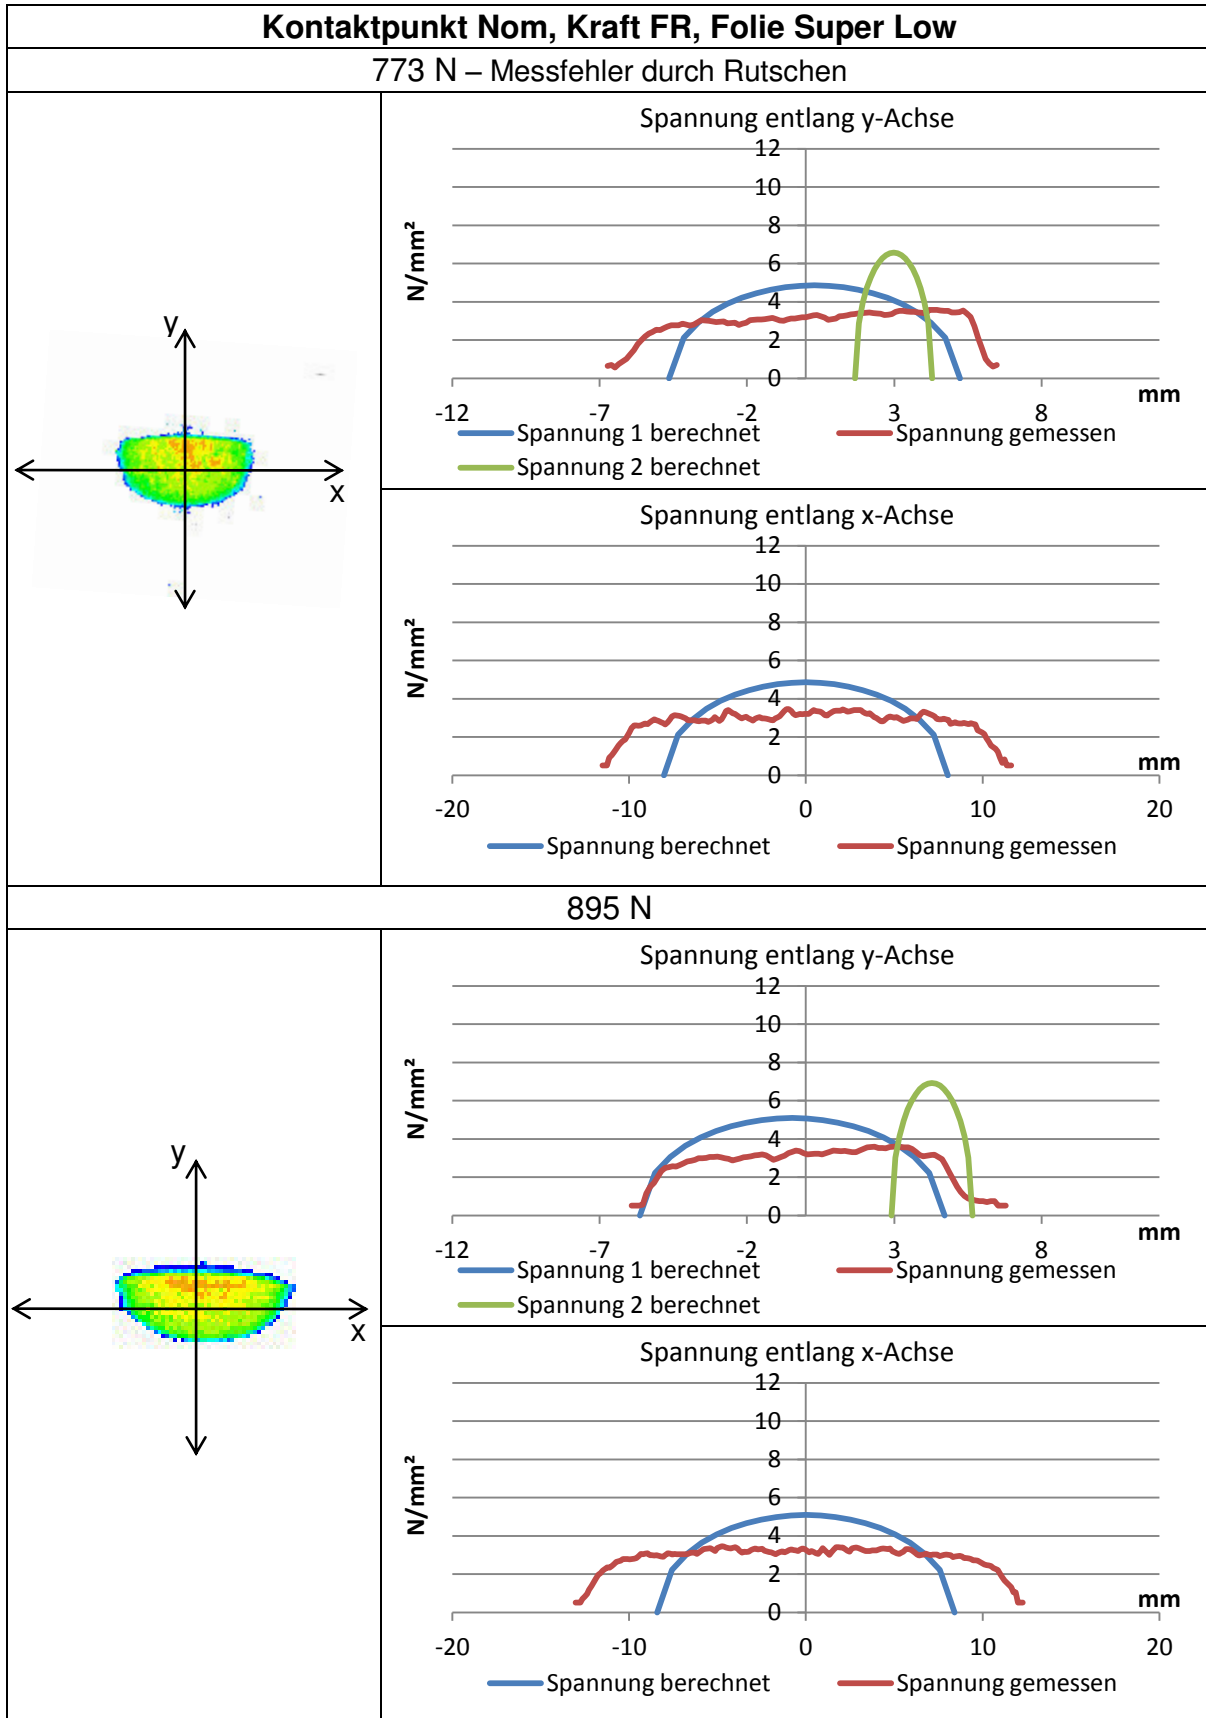 Kontaktpunkt Nom, Kraft FR, Folie Super Low
773 N – Messfehler durch Rutschen
y
x
Spannung entlang y-Achse
N/mm²
12
10
8
6
4
2
0
-12 -7 -2 3 8
mm
Spannung 1 berechnet Spannung gemessen
Spannung 2 berechnet
Spannung entlang x-Achse
N/mm²
12
10
8
6
4
2
0
mm
-20 -10 0 10 20
Spannung berechnet Spannung gemessen
895 N
y
x
Spannung entlang y-Achse
N/mm²
12
10
8
6
4
2
0
mm
-12 -7 -2 3 8
Spannung 1 berechnet Spannung gemessen
Spannung 2 berechnet
Spannung entlang x-Achse
N/mm²
12
10
8
6
4
2
0
mm
-20 -10 0 10 20
Spannung berechnet Spannung gemessen